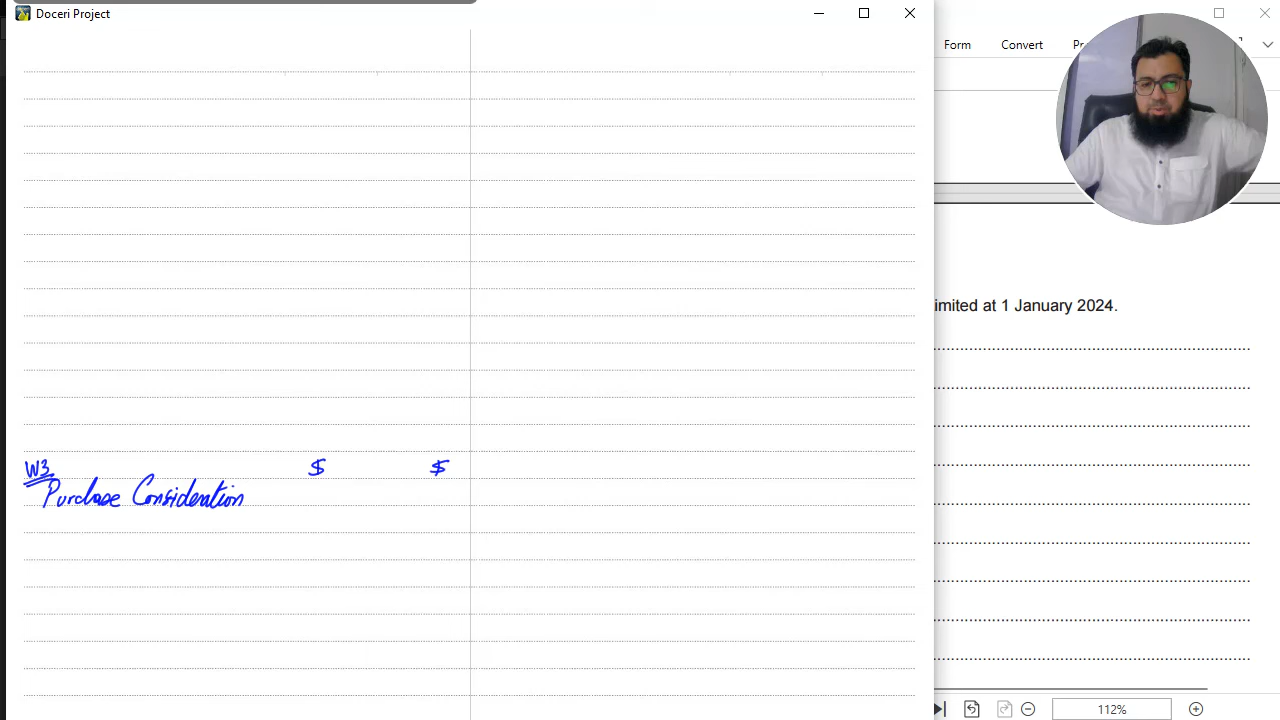 Doceri Project
Form Convert
imited at 1 January 2024.
W3 $ $
Purchase Consideration
112%